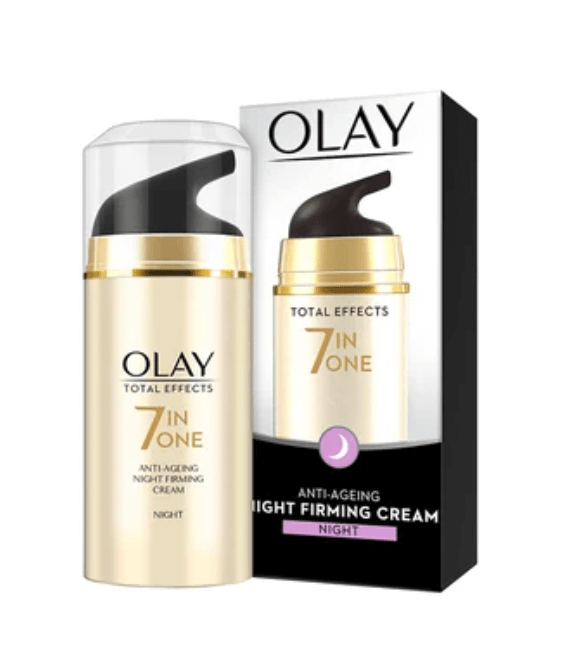 OLAY
TOTAL EFFECTS
7 IN
ONE
ANTI-AGEING
NIGHT FIRMING
CREAM
NIGHT
OLAY
TOTAL EFFECTS
7 IN
ONE
ANTI-AGEING
NIGHT FIRMING CREAM
NIGHT